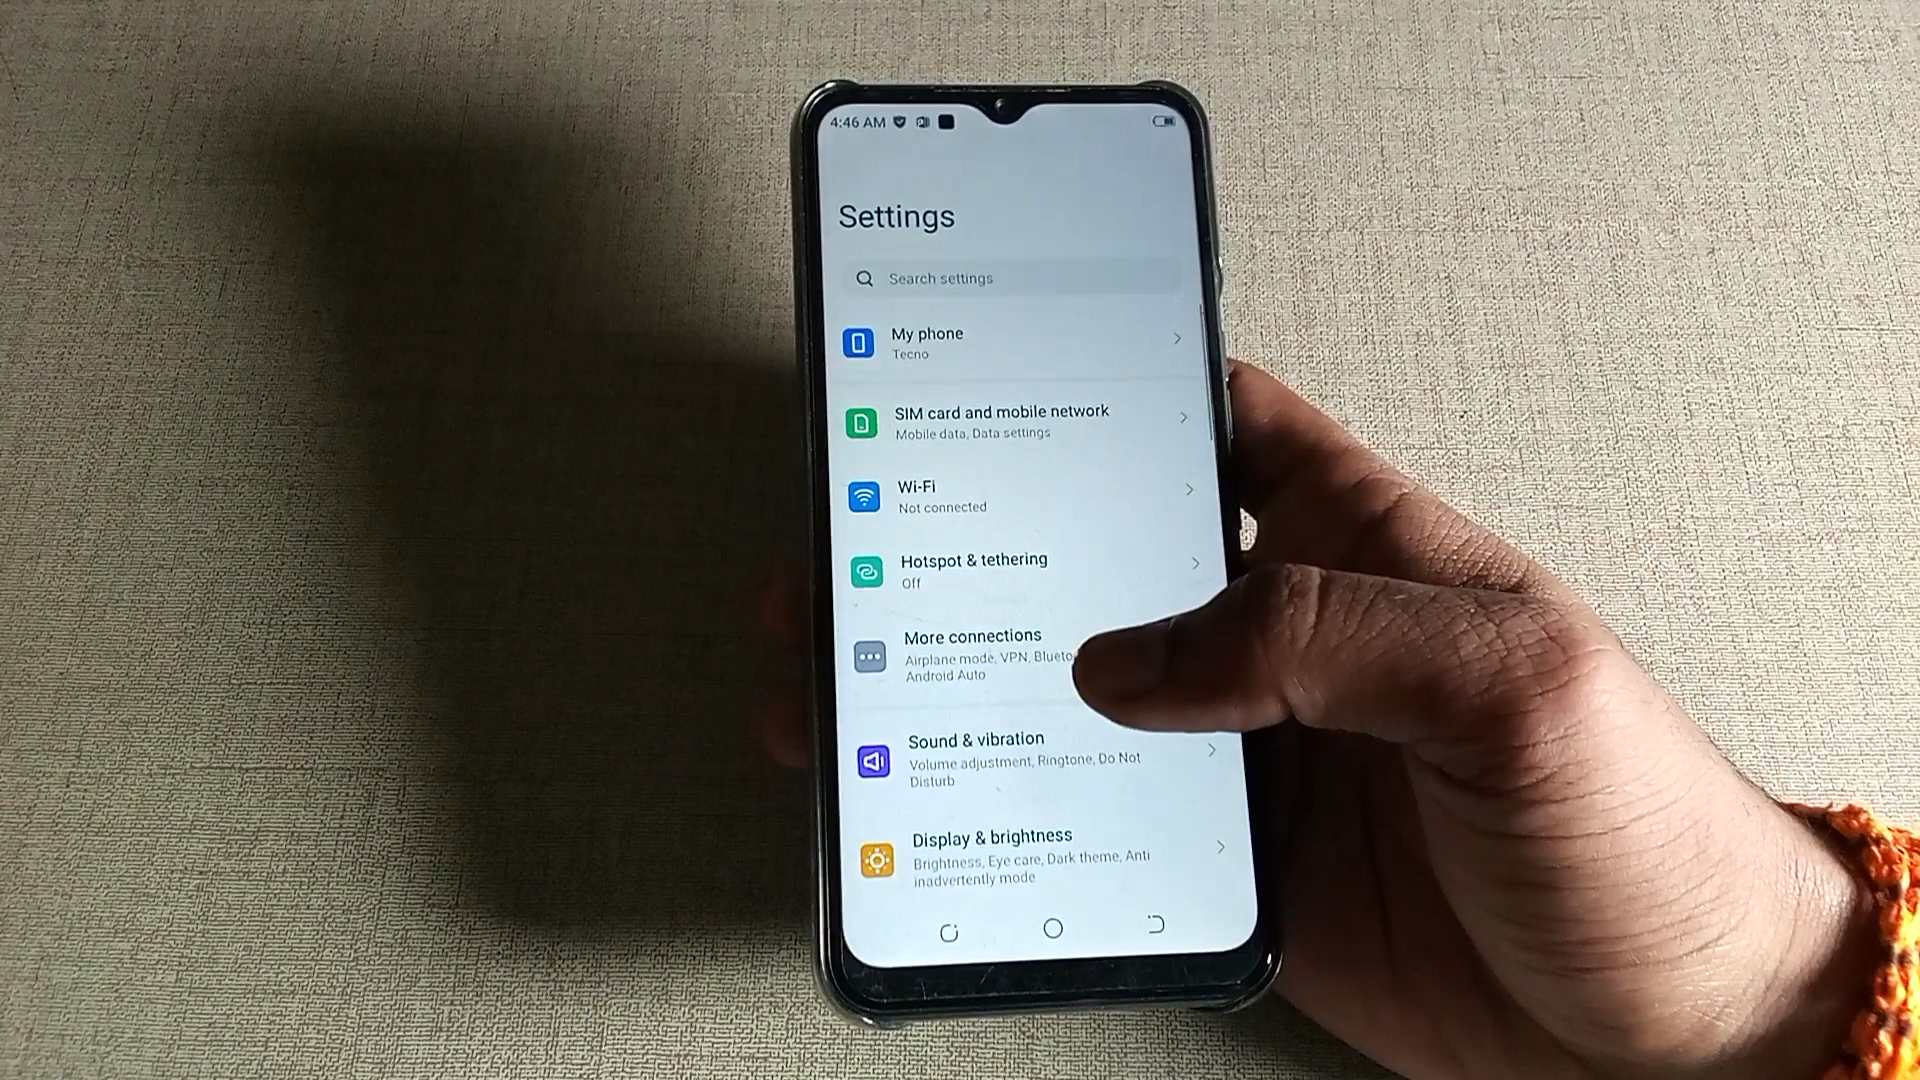 4:46 AM
Settings
Search settings
My phone
Tecno
SIM card and mobile network
Mobile data, Data settings
Wi-Fi
Not connected
Hotspot & tethering
Off
More connections
Airplane mode, VPN, Blueto
Android Auto
Sound & vibration
Volume adjustment, Ringtone, Do Not
Disturb
Display & brightness
Brightness, Eye care, Dark theme, Anti
inadvertently mode